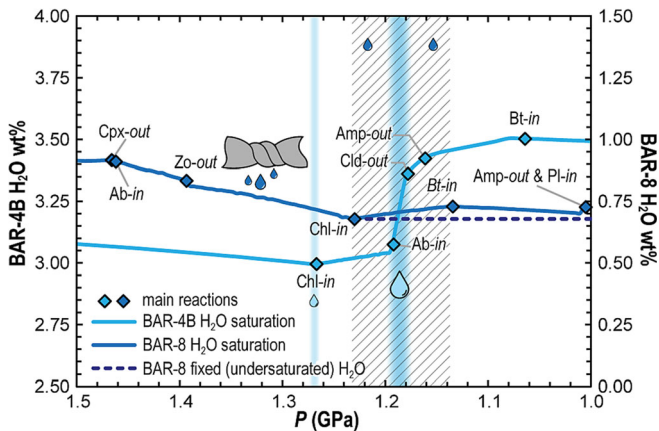 4.00
3.75
3.50
3.25
3.00
2.75
2.50
BAR-4B H₂O wt%
1.50
1.25
1.00
0.75
0.50
0.25
0.00
BAR-8 H₂O wt%
Cpx-out
Ab-in
Zo-out
Chl-in
Chl-in
Amp-out
Cld-out
Ab-in
Bt-in
Bt-in
Amp-out & Pl-in
main reactions
BAR-4B H₂O saturation
BAR-8 H₂O saturation
BAR-8 fixed (undersaturated) H₂O
1.5 1.4 1.3 1.2 1.1 1.0
P (GPa)